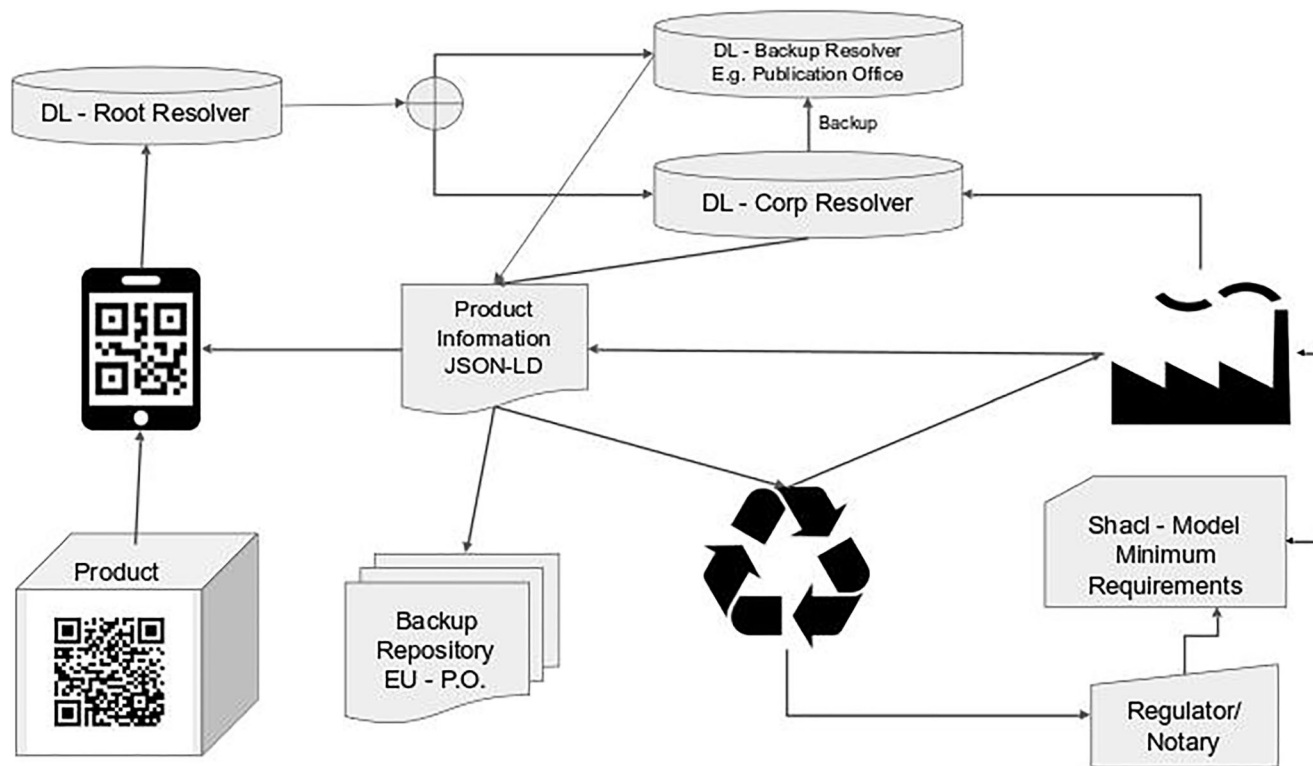 DL - Backup Resolver
E.g. Publication Office
DL - Root Resolver
Backup
DL - Corp Resolver
Product
Information
JSON-LD
Shacl - Model
Minimum
Requirements
Product
Backup
Repository
EU - P.O.
Regulator/
Notary